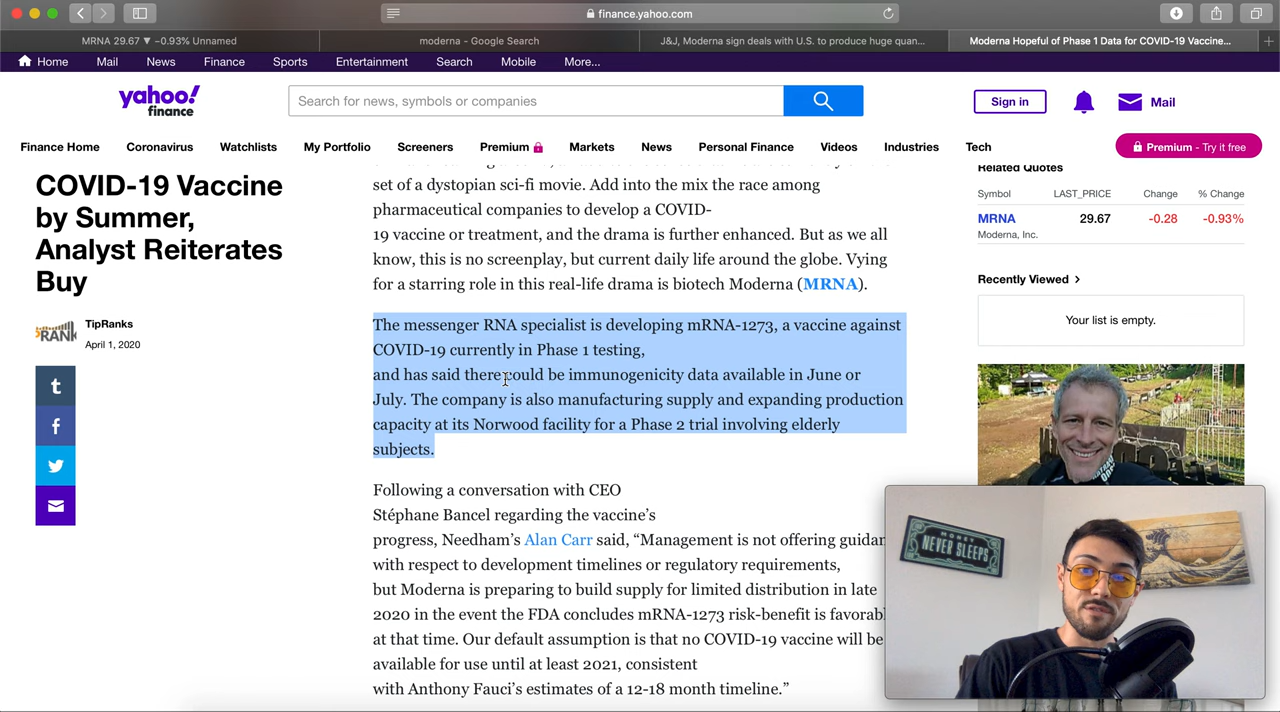 finance.yahoo.com
MRNA 29.67 ▼ −0.93% Unnamed
moderna - Google Search
J&J, Moderna sign deals with U.S. to produce huge quan...
Moderna Hopeful of Phase 1 Data for COVID-19 Vaccine...
Home Mail News Finance Sports Entertainment Search Mobile More...
yahoo!
finance
Search for news, symbols or companies
Sign in
Mail
Finance Home Coronavirus Watchlists My Portfolio Screeners Premium Markets News Personal Finance Videos Industries Tech
Premium - Try it free
COVID-19 Vaccine
by Summer,
Analyst Reiterates
Buy
TipRanks
April 1, 2020
RANK
set of a dystopian sci-fi movie. Add into the mix the race among
pharmaceutical companies to develop a COVID-
19 vaccine or treatment, and the drama is further enhanced. But as we all
know, this is no screenplay, but current daily life around the globe. Vying
for a starring role in this real-life drama is biotech Moderna (MRNA).
The messenger RNA specialist is developing mRNA-1273, a vaccine against
COVID-19 currently in Phase 1 testing,
and has said there could be immunogenicity data available in June or
July. The company is also manufacturing supply and expanding production
capacity at its Norwood facility for a Phase 2 trial involving elderly
subjects.
Following a conversation with CEO
Stéphane Bancel regarding the vaccine’s
progress, Needham’s Alan Carr said, “Management is not offering guidan
with respect to development timelines or regulatory requirements,
but Moderna is preparing to build supply for limited distribution in late
2020 in the event the FDA concludes mRNA-1273 risk-benefit is favorabl
at that time. Our default assumption is that no COVID-19 vaccine will be
available for use until at least 2021, consistent
with Anthony Fauci’s estimates of a 12-18 month timeline.”
Related Quotes
Symbol LAST_PRICE Change % Change
MRNA 29.67 -0.28 -0.93%
Moderna, Inc.
Recently Viewed
Your list is empty.
MONEY
NEVER SLEEPS